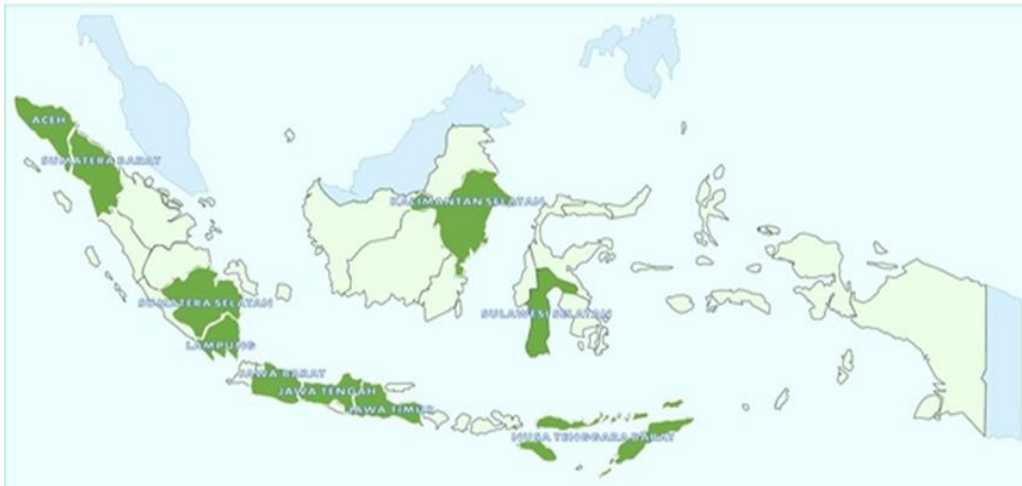 ACEH
SUMATERA BARAT
KALIMANTAN SELATAN
SUMATERA SELATAN
SULAWESI SELATAN
LAMPUNG
JAWA BARAT
JAWA TENGAH
JAWA TIMUR
NUSA TENGGARA BARAT